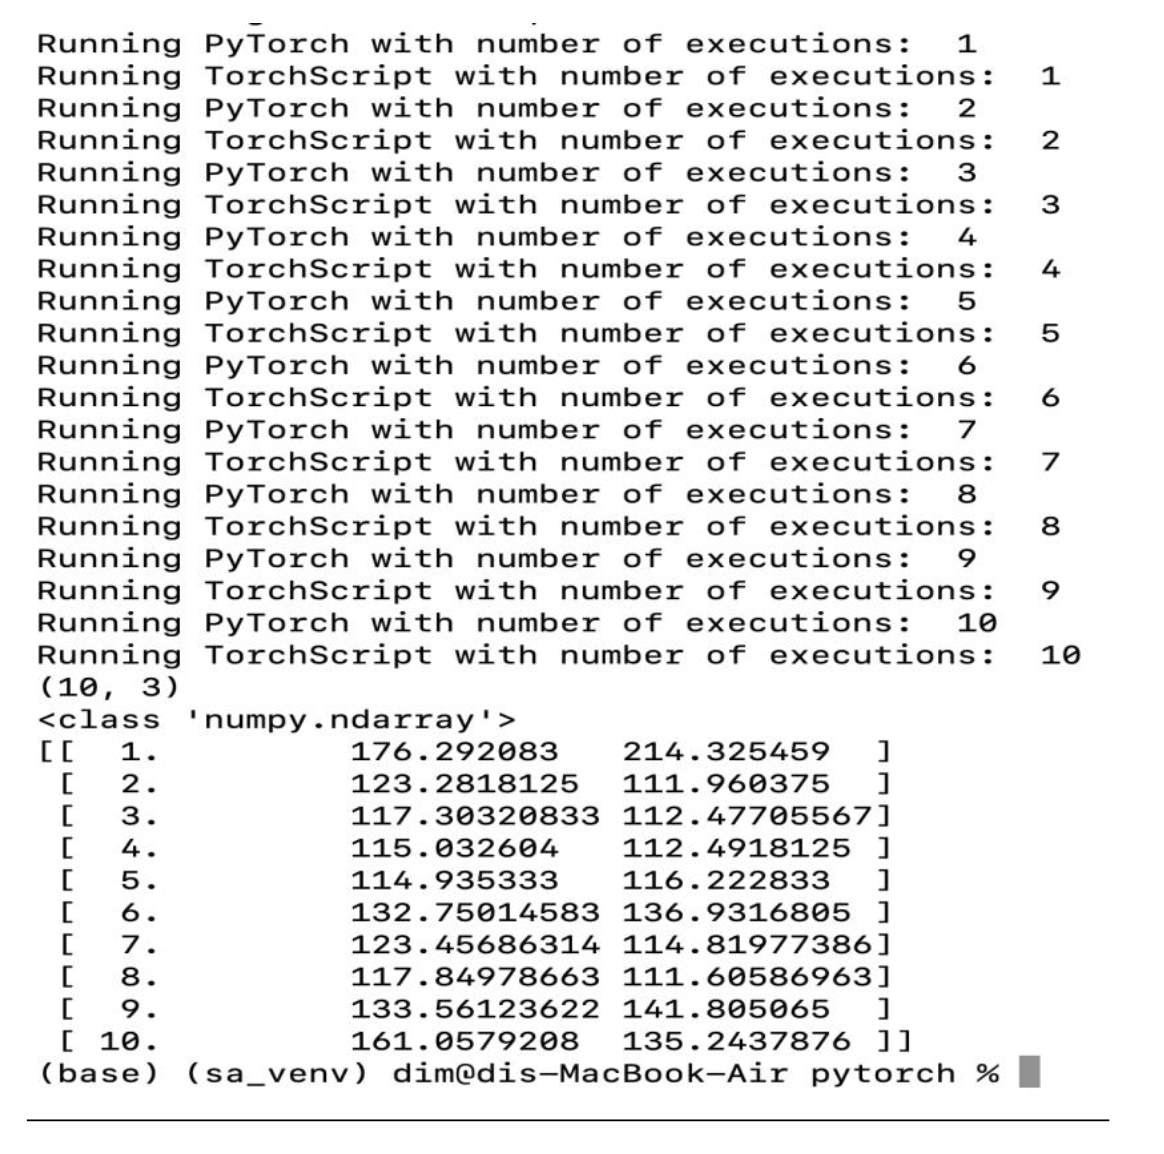 Running PyTorch with number of executions:  1
Running TorchScript with number of executions:  1
Running PyTorch with number of executions:  2
Running TorchScript with number of executions:  2
Running PyTorch with number of executions:  3
Running TorchScript with number of executions:  3
Running PyTorch with number of executions:  4
Running TorchScript with number of executions:  4
Running PyTorch with number of executions:  5
Running TorchScript with number of executions:  5
Running PyTorch with number of executions:  6
Running TorchScript with number of executions:  6
Running PyTorch with number of executions:  7
Running TorchScript with number of executions:  7
Running PyTorch with number of executions:  8
Running TorchScript with number of executions:  8
Running PyTorch with number of executions:  9
Running TorchScript with number of executions:  9
Running PyTorch with number of executions:  10
Running TorchScript with number of executions:  10
(10, 3)
<class 'numpy.ndarray'>
[[  1.         176.292083   214.325459  ]
 [  2.         123.2818125  111.960375  ]
 [  3.         117.30320833 112.47705567]
 [  4.         115.032604   112.4918125 ]
 [  5.         114.935333   116.222833  ]
 [  6.         132.75014583 136.9316805 ]
 [  7.         123.45686314 114.81977386]
 [  8.         117.84978663 111.60586963]
 [  9.         133.56123622 141.805065  ]
 [ 10.         161.0579208  135.2437876 ]]
(base) (sa_venv) dim@dis-MacBook-Air pytorch %